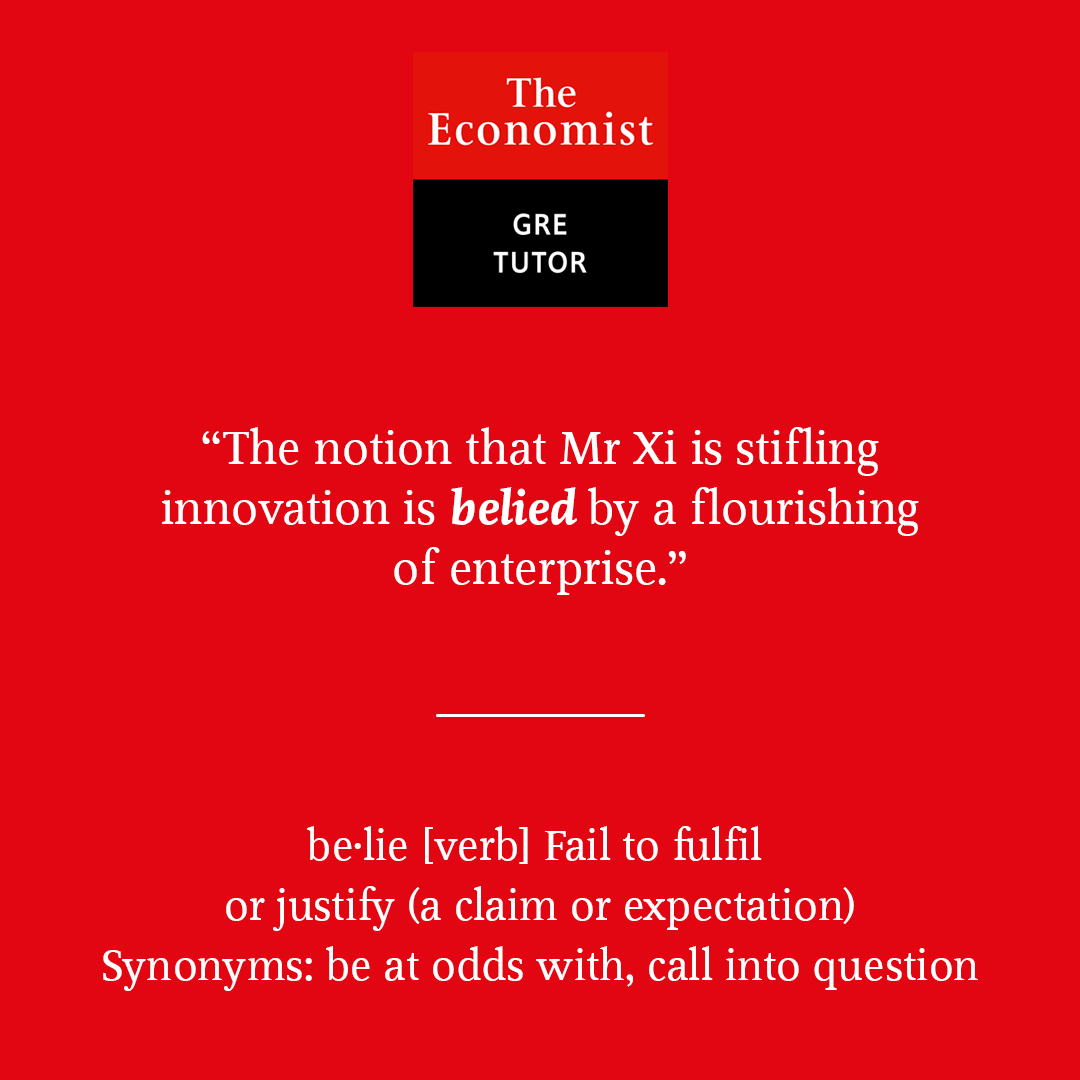 The
Economist
GRE
TUTOR
“The notion that Mr Xi is stifling
innovation is belied by a flourishing
of enterprise.”
be·lie [verb] Fail to fulfil
or justify (a claim or expectation)
Synonyms: be at odds with, call into question